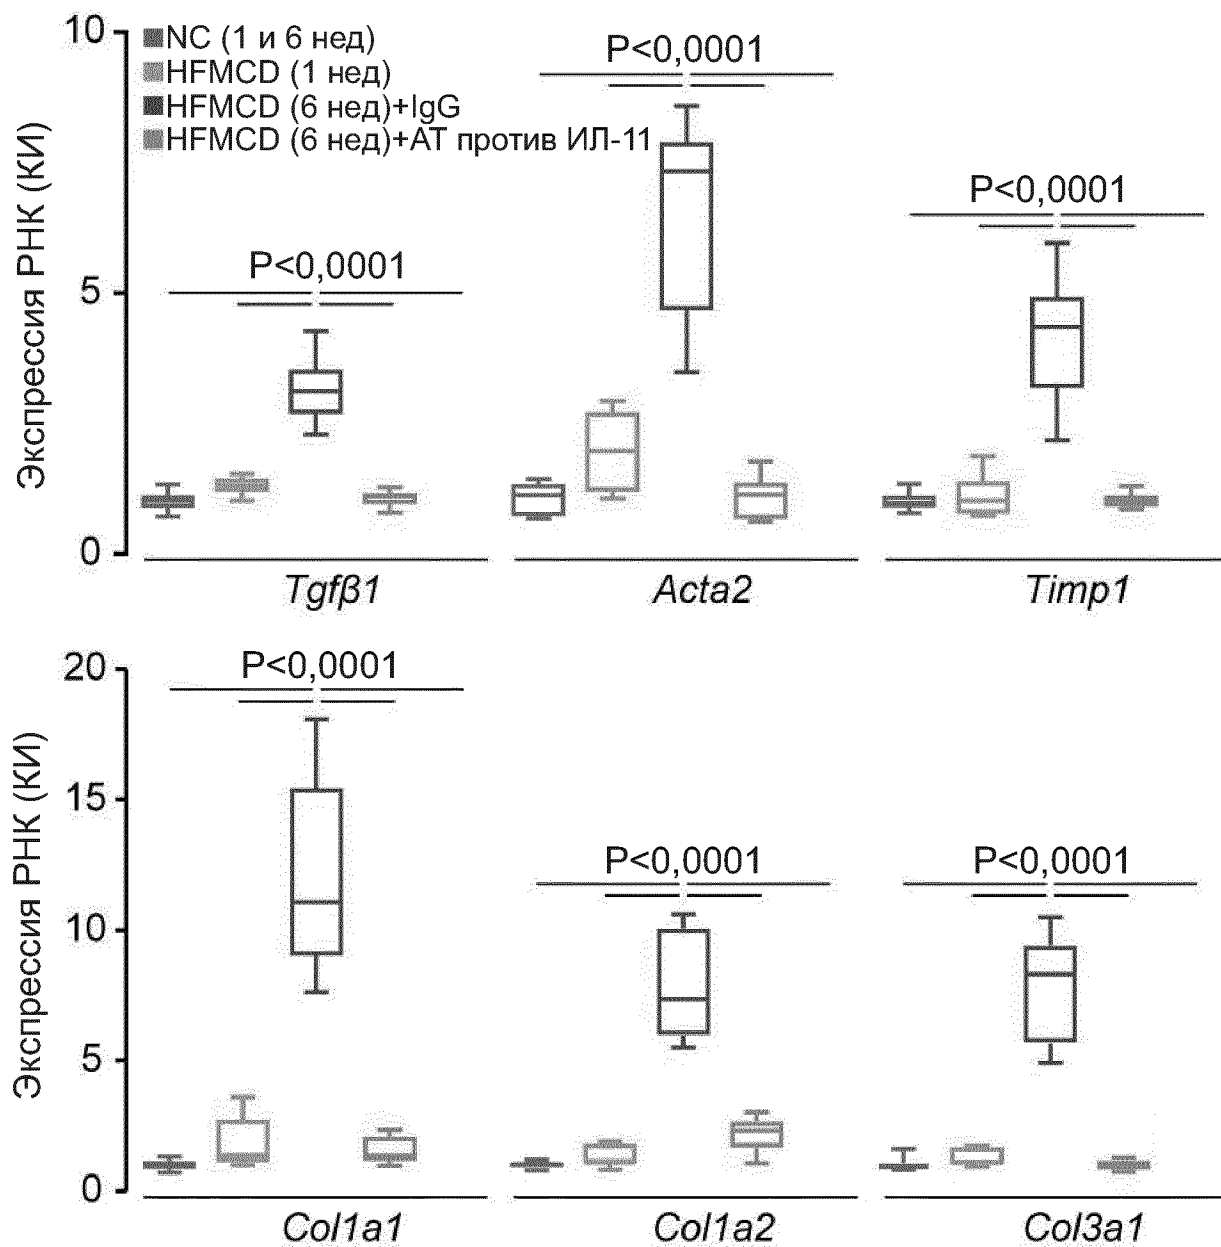 10
NC (1 и 6 нед)
HFMCD (1 нед)
HFMCD (6 нед)+IgG
HFMCD (6 нед)+АТ против ИЛ-11
P<0,0001
P<0,0001
P<0,0001
5
0
Экспрессия РНК (КИ)
Tgfβ1
Acta2
Timp1
20
P<0,0001
15
P<0,0001
P<0,0001
10
5
0
Экспрессия РНК (КИ)
Col1a1
Col1a2
Col3a1